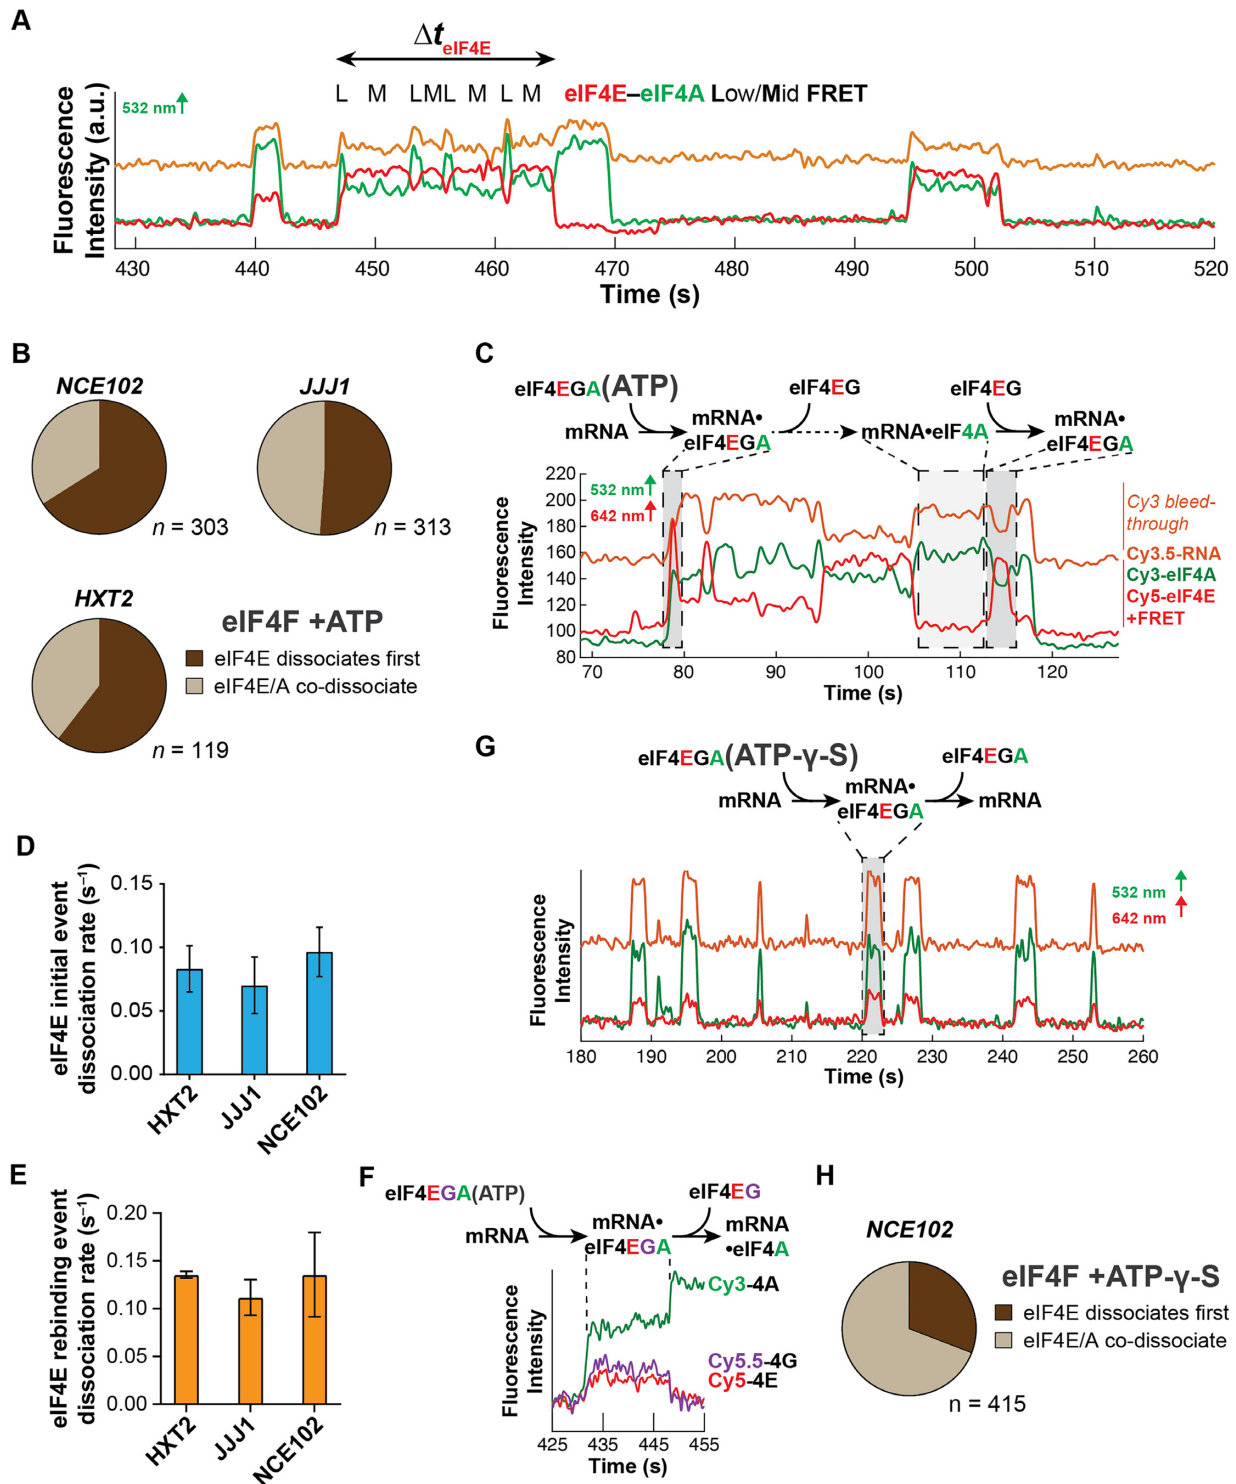 A
Δt eIF4E
L M LML M L M eIF4E–eIF4A Low/Mid FRET
532 nm
Fluorescence
Intensity (a.u.)
430 440 450 460 470 480 490 500 510 520
Time (s)
B
NCE102
n = 303
JJJ1
n = 313
HXT2
n = 119
eIF4F +ATP
eIF4E dissociates first
eIF4E/A co-dissociate
C
eIF4EGA(ATP)
eIF4EG
eIF4EG
mRNA
mRNA•
eIF4EGA
mRNA•eIF4A
mRNA•
eIF4EGA
532 nm
642 nm
Fluorescence
Intensity
220
200
180
160
140
120
100
80
70 80 90 100 110 120
Time (s)
Cy3 bleed-
through
Cy3.5-RNA
Cy3-eIF4A
Cy5-eIF4E
+FRET
G
eIF4EGA(ATP-γ-S)
eIF4EGA
mRNA
mRNA•
eIF4EGA
mRNA
532 nm
642 nm
Fluorescence
Intensity
180 190 200 210 220 230 240 250 260
Time (s)
D
eIF4E initial event
dissociation rate (s⁻¹)
0.15
0.10
0.05
0.00
HXT2
JJJ1
NCE102
E
eIF4E rebinding event
dissociation rate (s⁻¹)
0.20
0.15
0.10
0.05
0.00
HXT2
JJJ1
NCE102
F
eIF4EGA(ATP)
eIF4EG
mRNA
mRNA•
eIF4EGA
mRNA
•eIF4A
Fluorescence
Intensity
Cy3-4A
Cy5.5-4G
Cy5-4E
425 435 445 455
Time (s)
H
NCE102
n = 415
eIF4F +ATP-γ-S
eIF4E dissociates first
eIF4E/A co-dissociate